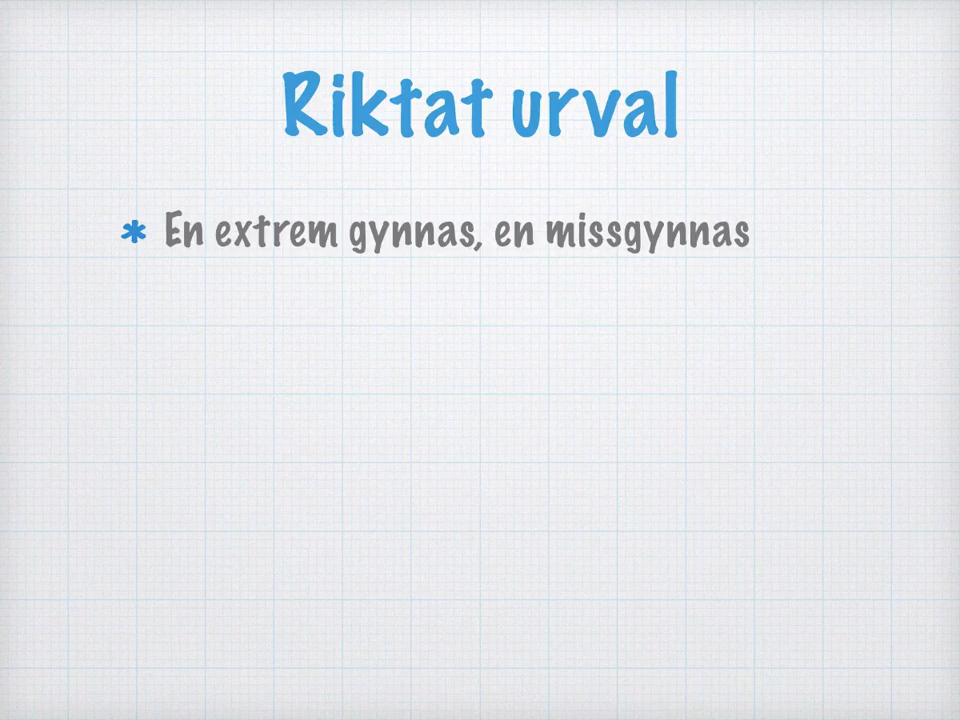 Riktat urval
* En extrem gynnas, en missgynnas